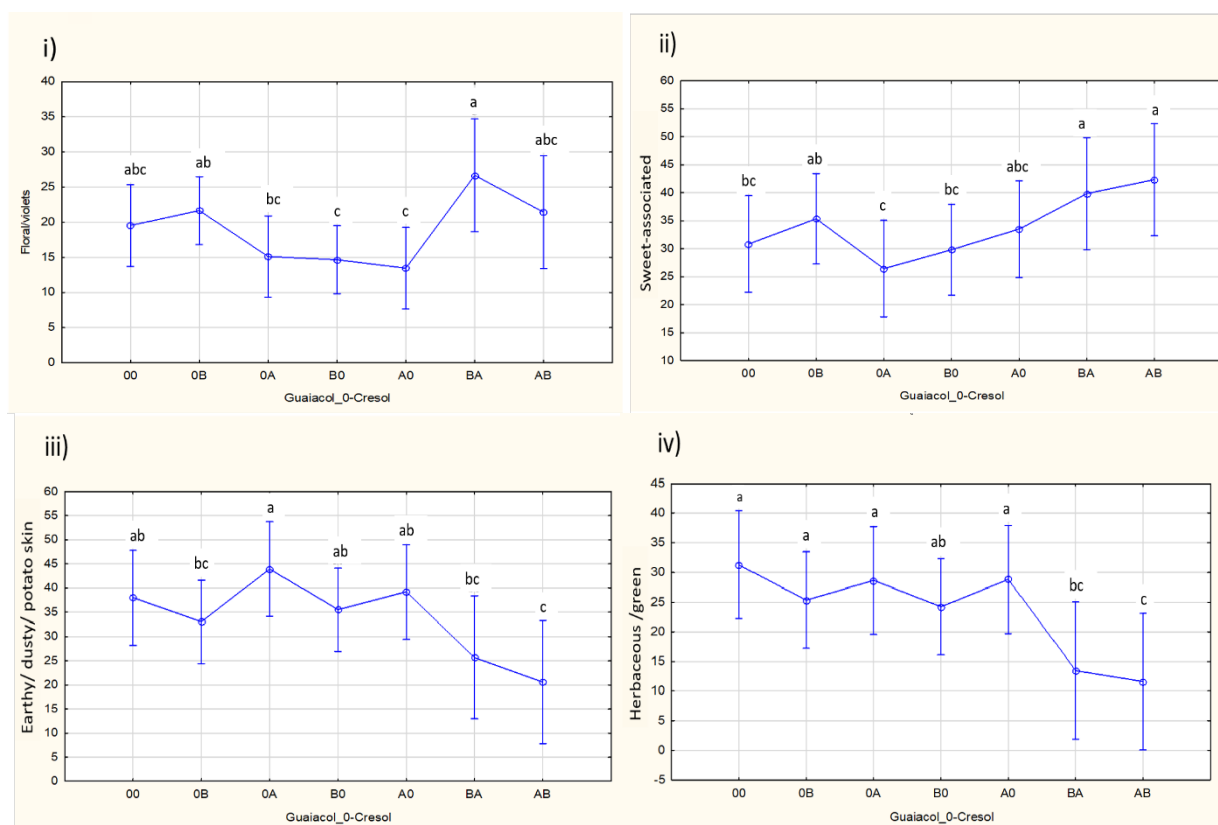 i)
Floral/violets
40
35
30
25
20
15
10
5
0
abc
ab
bc
c
c
a
abc
00 0B 0A B0 A0 BA AB
Guaiacol_0-Cresol
ii)
Sweet-associated
60
55
50
45
40
35
30
25
20
15
10
bc
ab
c
bc
abc
a
a
00 0B 0A B0 A0 BA AB
Guaiacol_0-Cresol
iii)
Earthy/ dusty/ potato skin
60
55
50
45
40
35
30
25
20
15
10
5
0
ab
bc
a
ab
ab
bc
c
00 0B 0A B0 A0 BA AB
Guaiacol_0-Cresol
iv)
Herbaceous /green
45
40
35
30
25
20
15
10
5
0
-5
a
a
a
ab
a
bc
c
00 0B 0A B0 A0 BA AB
Guaiacol_0-Cresol